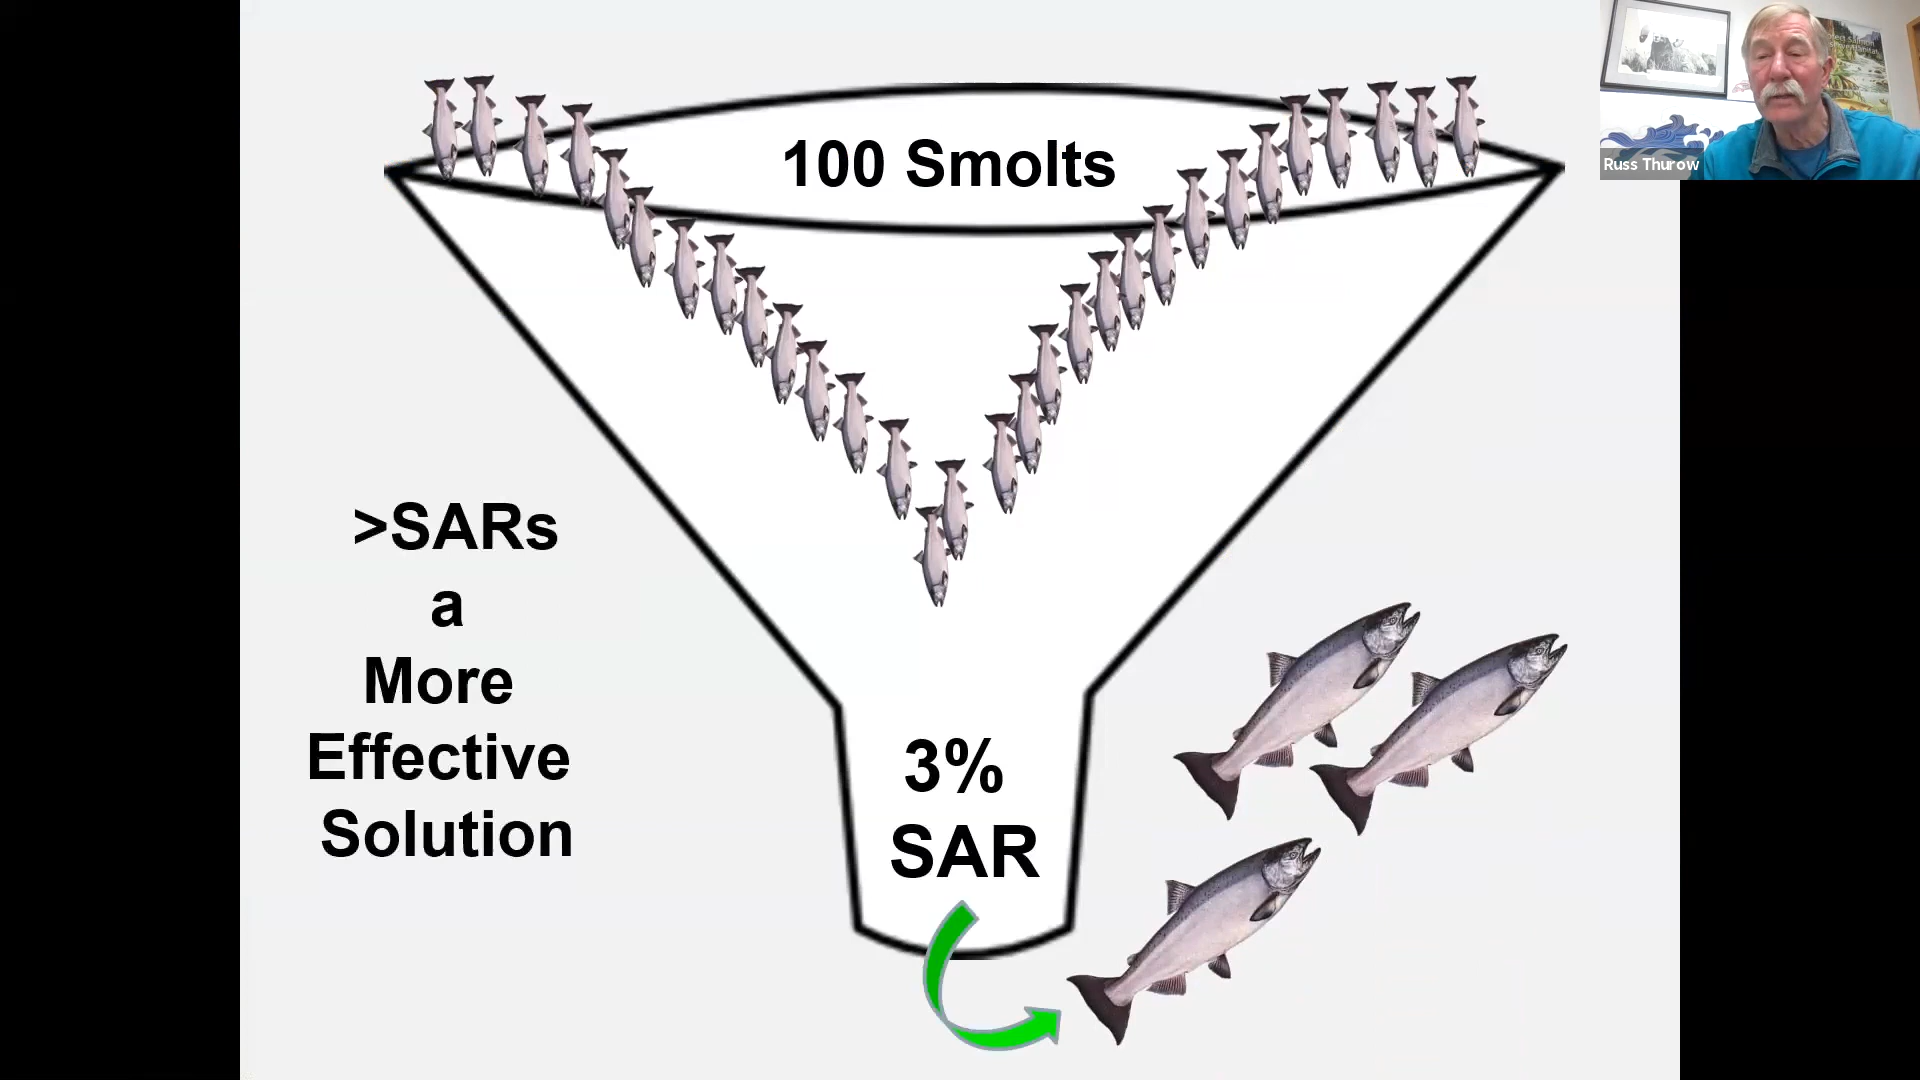 100 Smolts
>SARs
a
More
Effective
Solution
3%
SAR
Russ Thurow